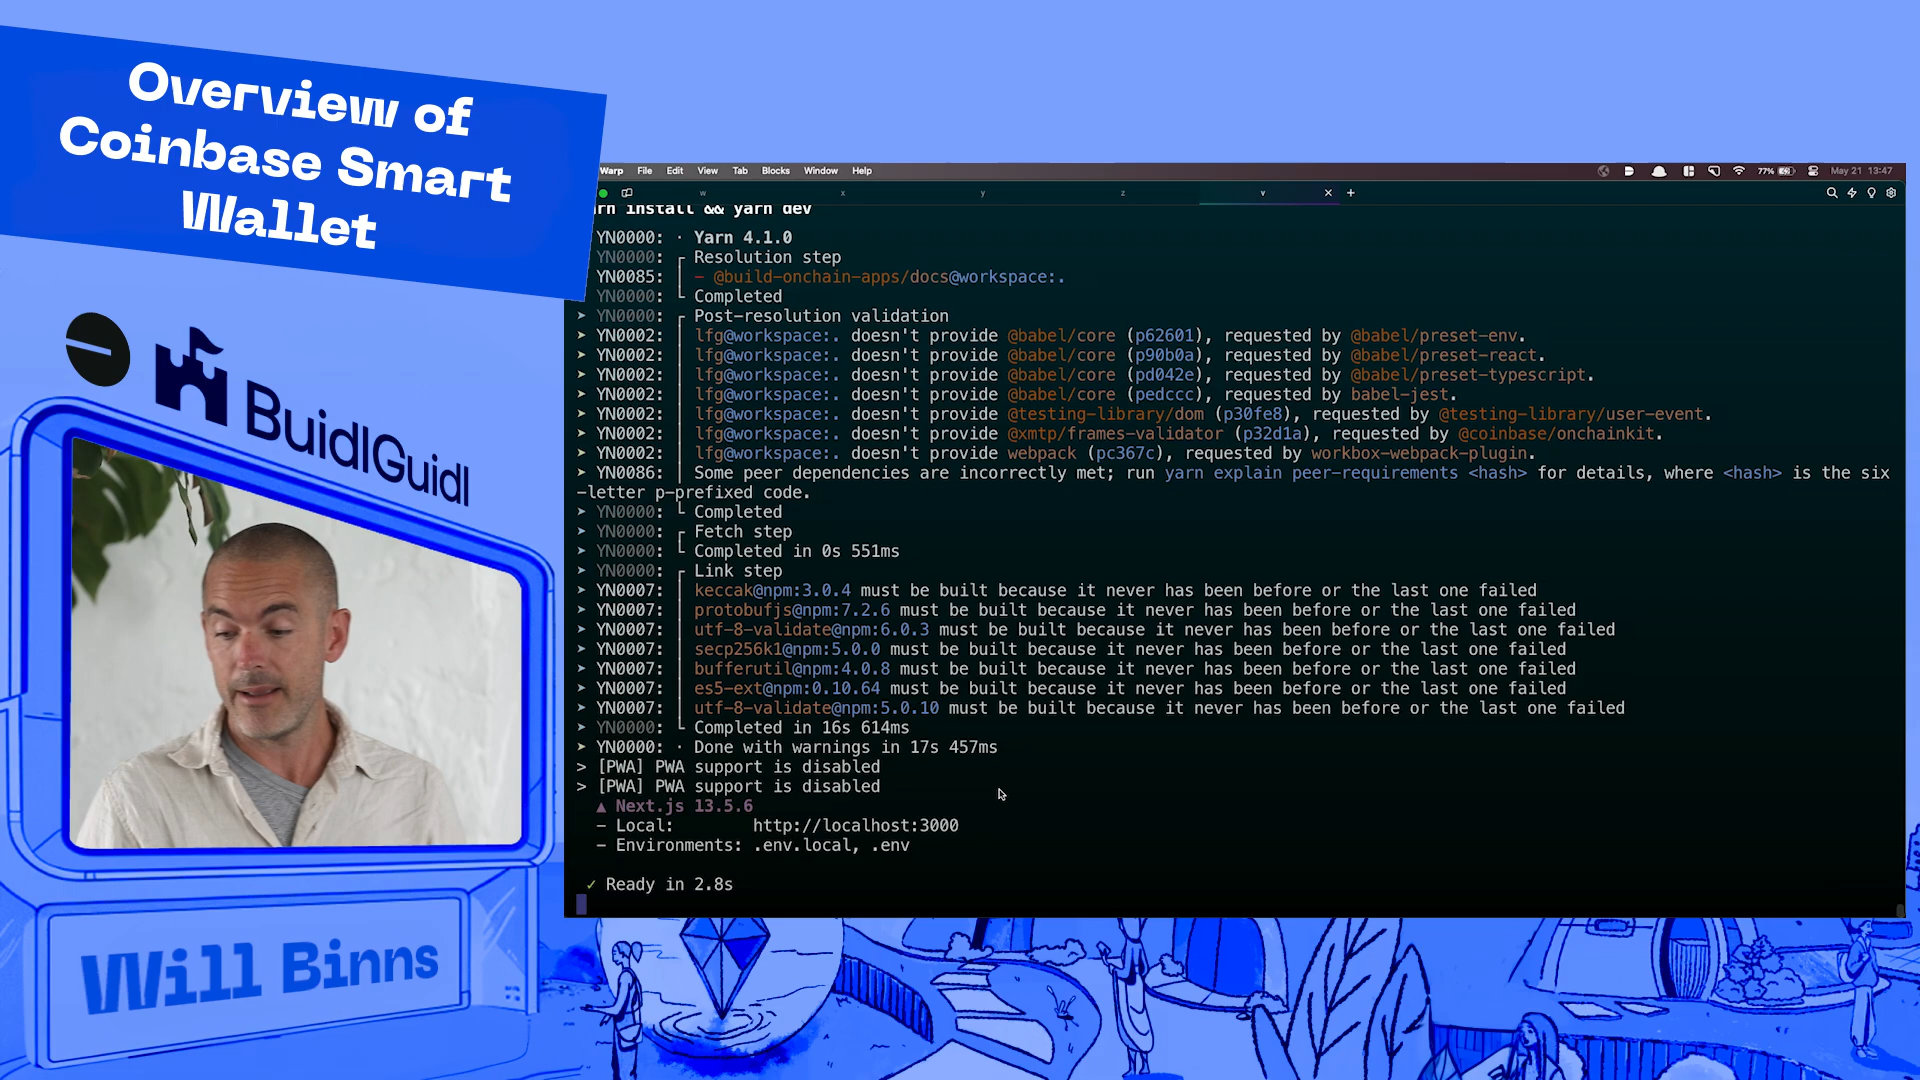 Overview of
Coinbase Smart
Wallet
BuidlGuidl
Will Binns
Warp File Edit View Tab Blocks Window Help 77% May 21 13:47
w x y z v × +
rn install && yarn dev
YN0000: · Yarn 4.1.0
YN0000: ┌ Resolution step
YN0085: │ - @build-onchain-apps/docs@workspace:.
YN0000: └ Completed
➤ YN0000: ┌ Post-resolution validation
➤ YN0002: │ lfg@workspace:. doesn't provide @babel/core (p62601), requested by @babel/preset-env.
➤ YN0002: │ lfg@workspace:. doesn't provide @babel/core (p90b0a), requested by @babel/preset-react.
➤ YN0002: │ lfg@workspace:. doesn't provide @babel/core (pd042e), requested by @babel/preset-typescript.
➤ YN0002: │ lfg@workspace:. doesn't provide @babel/core (pedccc), requested by babel-jest.
➤ YN0002: │ lfg@workspace:. doesn't provide @testing-library/dom (p30fe8), requested by @testing-library/user-event.
➤ YN0002: │ lfg@workspace:. doesn't provide @xmtp/frames-validator (p32d1a), requested by @coinbase/onchainkit.
➤ YN0002: │ lfg@workspace:. doesn't provide webpack (pc367c), requested by workbox-webpack-plugin.
➤ YN0086: │ Some peer dependencies are incorrectly met; run yarn explain peer-requirements <hash> for details, where <hash> is the six
-letter p-prefixed code.
➤ YN0000: └ Completed
➤ YN0000: ┌ Fetch step
➤ YN0000: └ Completed in 0s 551ms
➤ YN0000: ┌ Link step
➤ YN0007: │ keccak@npm:3.0.4 must be built because it never has been before or the last one failed
➤ YN0007: │ protobufjs@npm:7.2.6 must be built because it never has been before or the last one failed
➤ YN0007: │ utf-8-validate@npm:6.0.3 must be built because it never has been before or the last one failed
➤ YN0007: │ secp256k1@npm:5.0.0 must be built because it never has been before or the last one failed
➤ YN0007: │ bufferutil@npm:4.0.8 must be built because it never has been before or the last one failed
➤ YN0007: │ es5-ext@npm:0.10.64 must be built because it never has been before or the last one failed
➤ YN0007: │ utf-8-validate@npm:5.0.10 must be built because it never has been before or the last one failed
➤ YN0000: └ Completed in 16s 614ms
➤ YN0000: · Done with warnings in 17s 457ms
> [PWA] PWA support is disabled
> [PWA] PWA support is disabled
▲ Next.js 13.5.6
- Local: http://localhost:3000
- Environments: .env.local, .env
✓ Ready in 2.8s